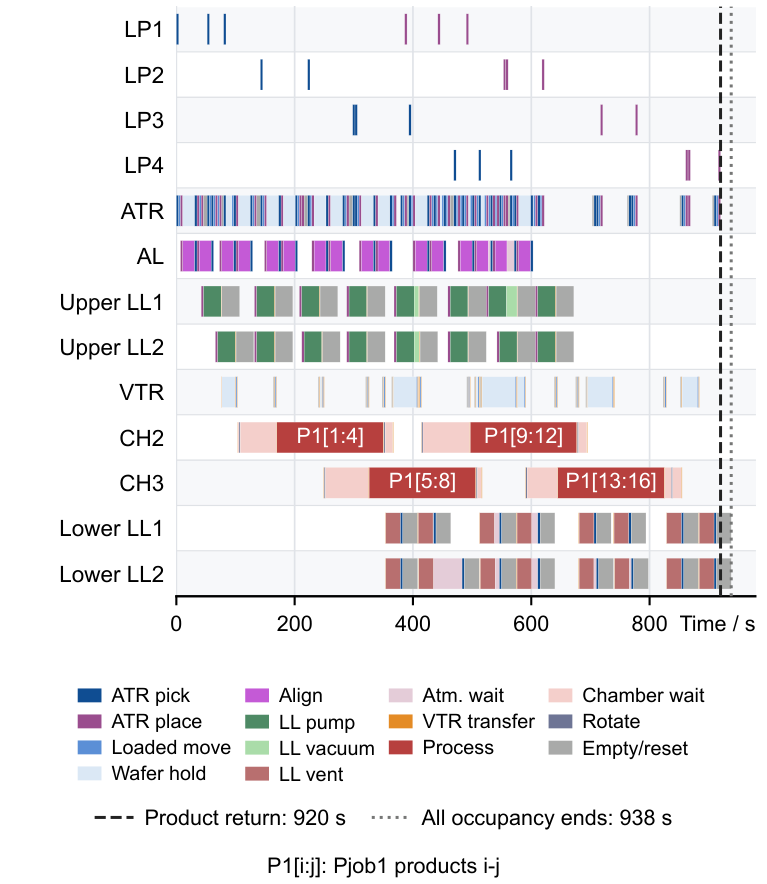 LP1
LP2
LP3
LP4
ATR
AL
Upper LL1
Upper LL2
VTR
CH2
P1[1:4] P1[9:12]
CH3
P1[5:8] P1[13:16]
Lower LL1
Lower LL2
0 200 400 600 800 Time / s
ATR pick Align Atm. wait Chamber wait
ATR place LL pump VTR transfer Rotate
Loaded move LL vacuum Process Empty/reset
Wafer hold LL vent
Product return: 920 s All occupancy ends: 938 s
P1[i:j]: Pjob1 products i-j